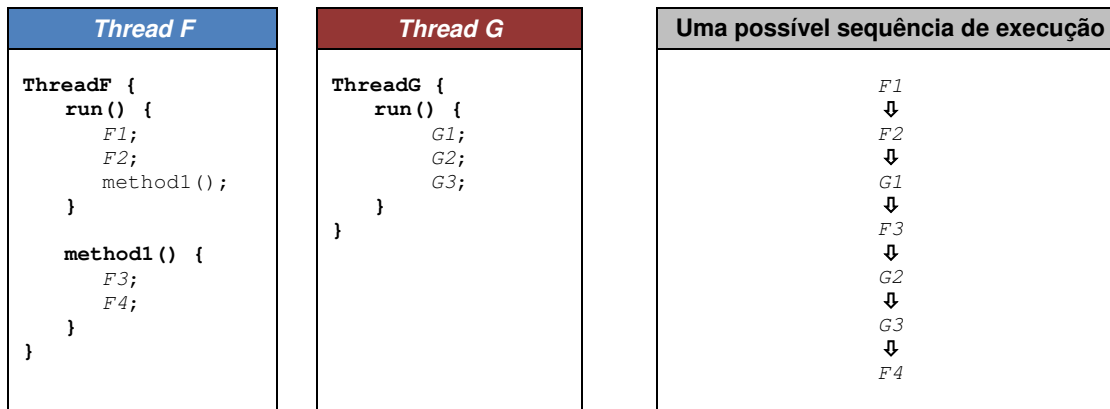 Thread F
ThreadF {
run() {
F1;
F2;
method1();
}
method1() {
F3;
F4;
}
}
Thread G
ThreadG {
run() {
G1;
G2;
G3;
}
}
Uma possível sequência de execução
F1
⇩
F2
⇩
G1
⇩
F3
⇩
G2
⇩
G3
⇩
F4